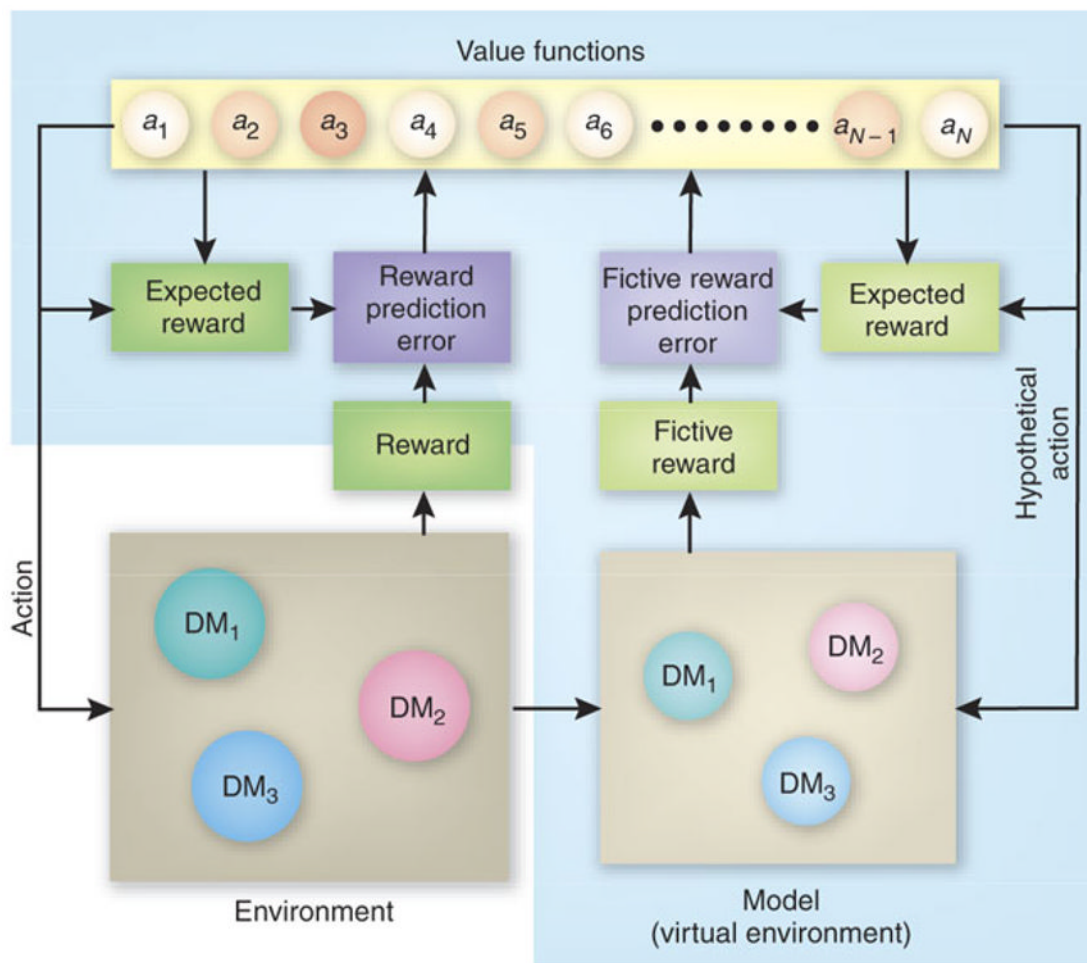 Value functions
a1 a2 a3 a4 a5 a6 aN – 1 aN
Expected
reward
Reward
prediction
error
Fictive reward
prediction
error
Expected
reward
Reward
Fictive
reward
Hypothetical
action
Action
DM1
DM2
DM3
DM1
DM2
DM3
Environment
Model
(virtual environment)